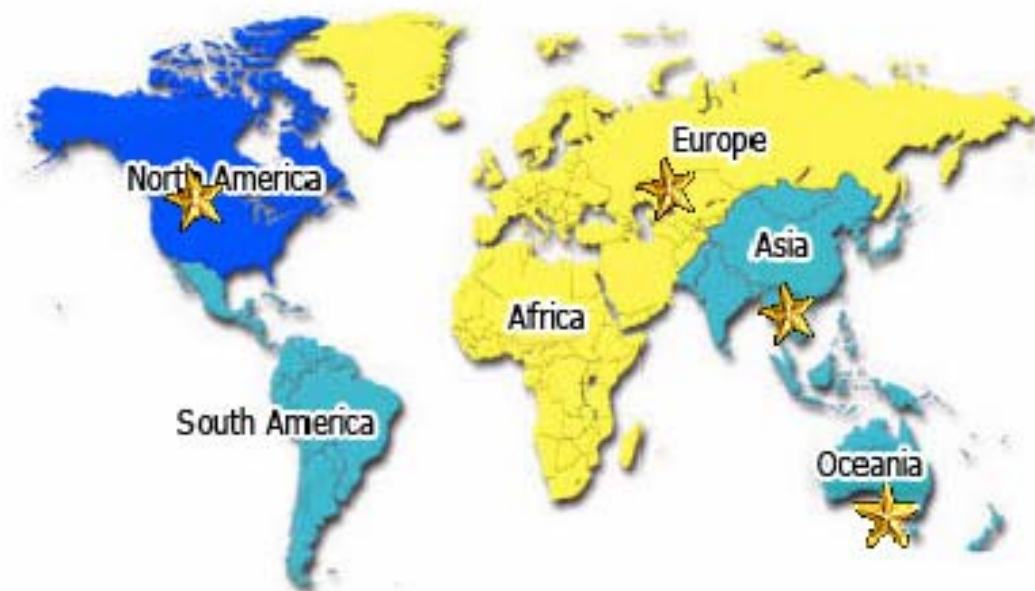 North America
Europe
Asia
Africa
South America
Oceania